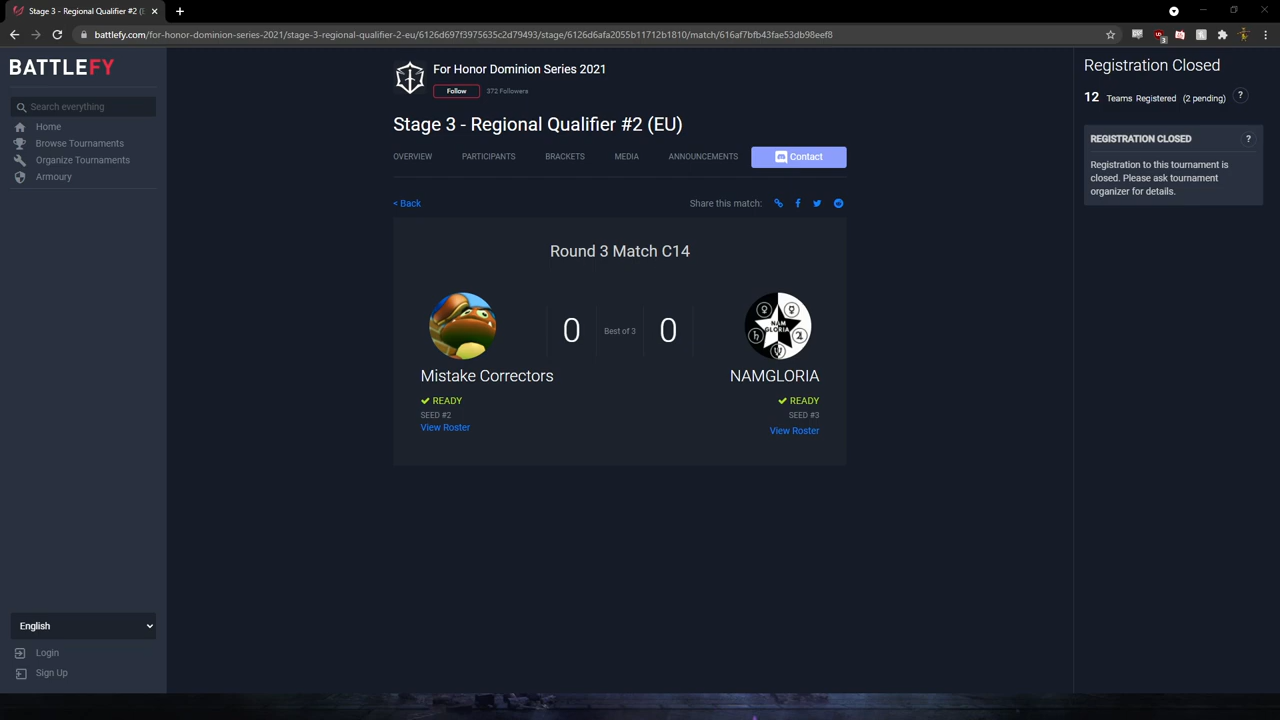 Stage 3 - Regional Qualifier #2 (E
battlefy.com/for-honor-dominion-series-2021/stage-3-regional-qualifier-2-eu/6126d697f3975635c2d79493/stage/6126d6afa2055b11712b1810/match/616af7bfb43fae53db98eef8
BATTLEFY
Search everything
Home
Browse Tournaments
Organize Tournaments
Armoury
English
Login
Sign Up
For Honor Dominion Series 2021
Follow 372 Followers
Stage 3 - Regional Qualifier #2 (EU)
OVERVIEW PARTICIPANTS BRACKETS MEDIA ANNOUNCEMENTS Contact
< Back Share this match:
Round 3 Match C14
0 Best of 3 0
NAM
GLORIA
Mistake Correctors NAMGLORIA
READY READY
SEED #2 SEED #3
View Roster View Roster
Registration Closed
12 Teams Registered (2 pending) ?
REGISTRATION CLOSED ?
Registration to this tournament is
closed. Please ask tournament
organizer for details.